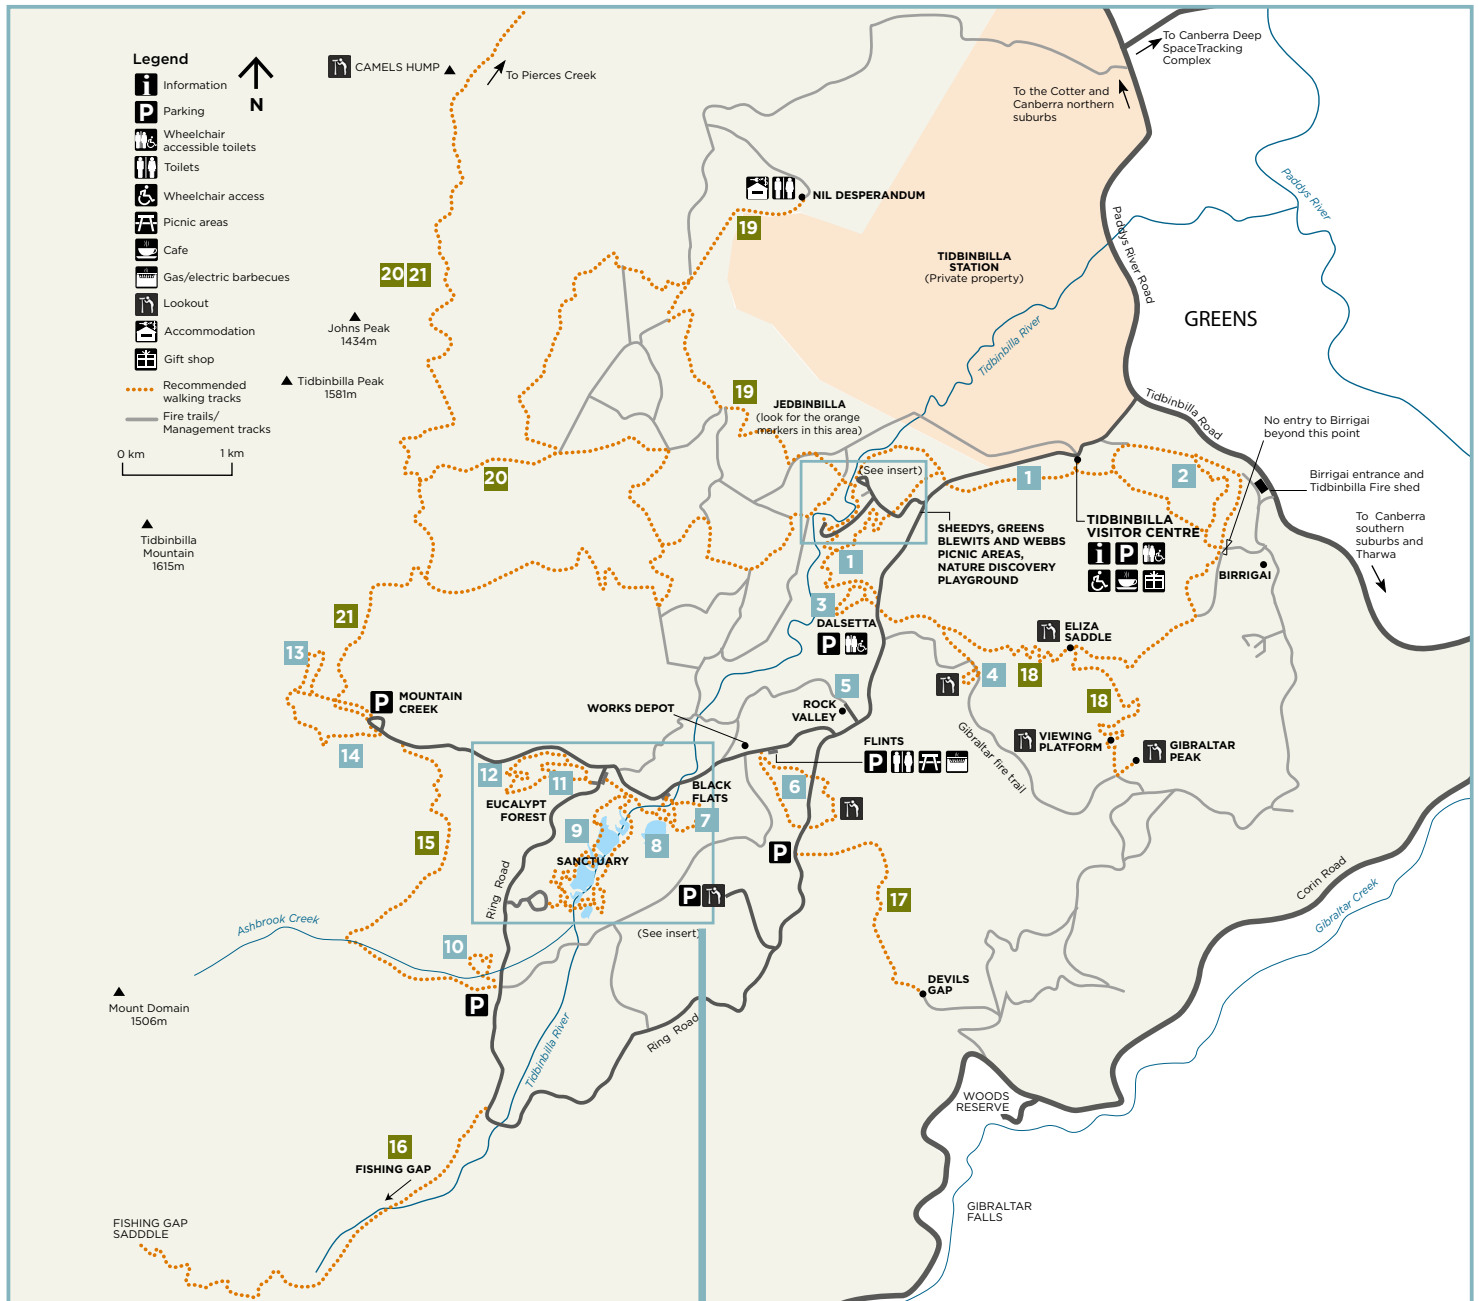 Legend
Information
Parking
Wheelchair
accessible toilets
Toilets
Wheelchair access
Picnic areas
Cafe
Gas/electric barbecues
Lookout
Accommodation
Gift shop
Recommended
walking tracks
Fire trails/
Management tracks
0 km 1 km
N
CAMELS HUMP
To Pierces Creek
To Canberra Deep
SpaceTracking
Complex
To the Cotter and
Canberra northern
suburbs
Paddys River
NIL DESPERANDUM
19
Paddys River Road
TIDBINBILLA
STATION
(Private property)
20 21
GREENS
Johns Peak
1434m
Tidbinbilla River
Tidbinbilla Peak
1581m
19
JEDBINBILLA
(look for the orange
markers in this area)
Tidbinbilla Road
No entry to Birrigai
beyond this point
(See insert)
20
1
2
Birrigai entrance and
Tidbinbilla Fire shed
Tidbinbilla
Mountain
1615m
SHEEDYS, GREENS
BLEWITS AND WEBBS
PICNIC AREAS,
NATURE DISCOVERY
PLAYGROUND
TIDBINBILLA
VISITOR CENTRE
i P
To Canberra
southern
suburbs and
Tharwa
BIRRIGAI
1
3
DALSETTA
P
21
13
ELIZA
SADDLE
4
18
18
MOUNTAIN
CREEK
P
5
ROCK
VALLEY
WORKS DEPOT
14
FLINTS
P
Gibraltar fire trail
VIEWING
PLATFORM
GIBRALTAR
PEAK
12
11
EUCALYPT
FOREST
BLACK
FLATS
6
7
9
8
SANCTUARY
15
P
Ring Road
P
17
Corin Road
Gibraltar Creek
Ashbrook Creek
(See insert)
10
P
DEVILS
GAP
Mount Domain
1506m
Tidbinbilla River
Ring Road
WOODS
RESERVE
16
FISHING GAP
FISHING GAP
SADDDLE
GIBRALTAR
FALLS